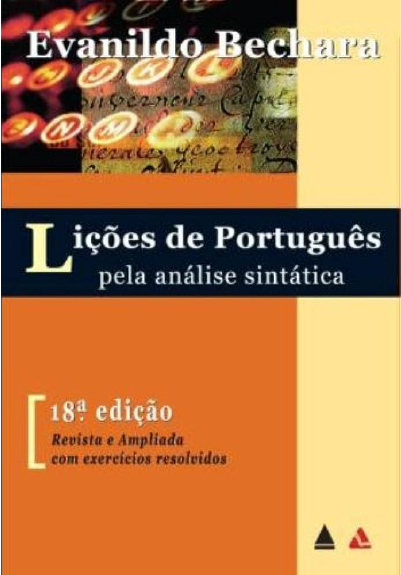 Evanildo Bechara
J K L
N M
Lições de Português
pela análise sintática
18ª edição
Revista e Ampliada
com exercícios resolvidos